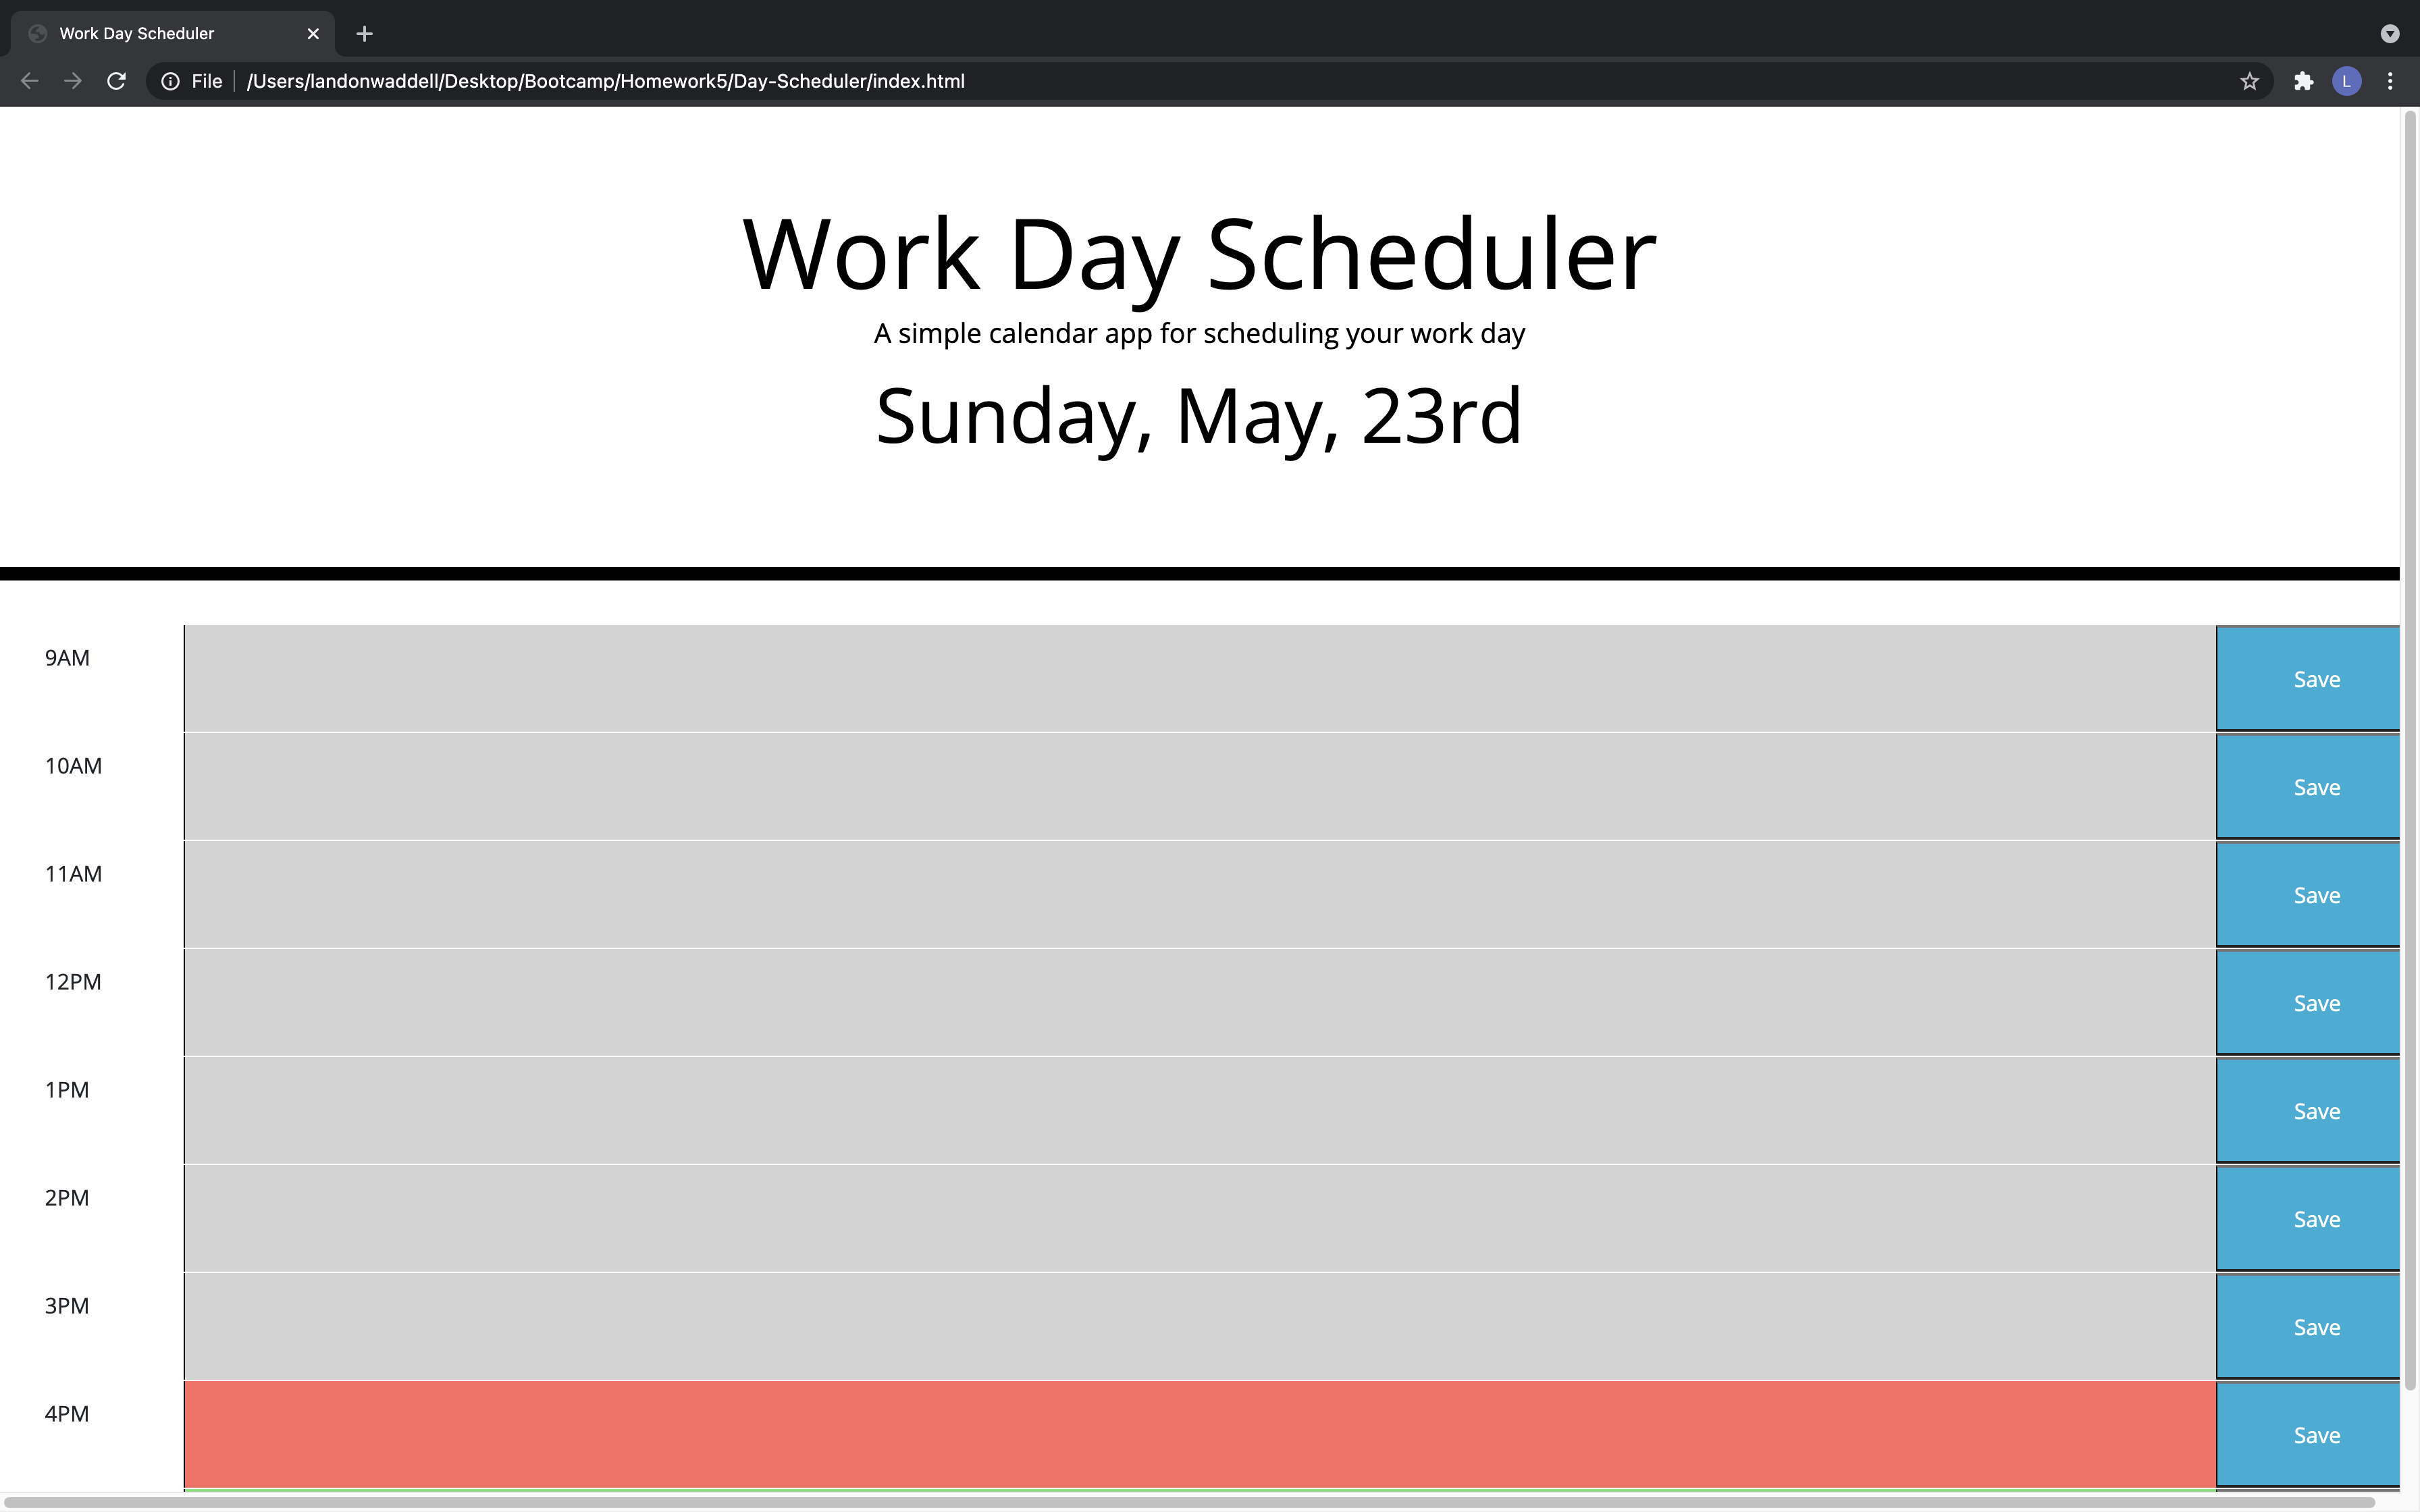 Work Day Scheduler
File /Users/landonwaddell/Desktop/Bootcamp/Homework5/Day-Scheduler/index.html
L
Work Day Scheduler
A simple calendar app for scheduling your work day
Sunday, May, 23rd
9AM Save
10AM Save
11AM Save
12PM Save
1PM Save
2PM Save
3PM Save
4PM Save